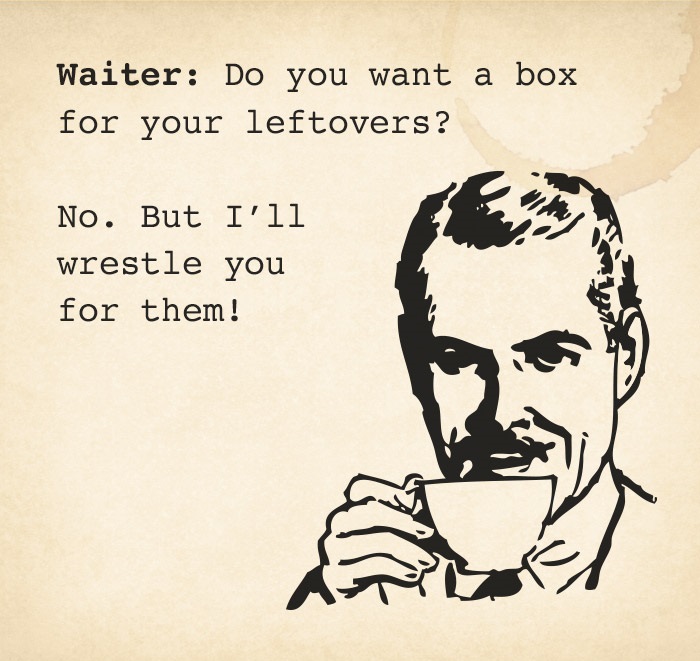 Waiter: Do you want a box
for your leftovers?
No. But I’ll
wrestle you
for them!